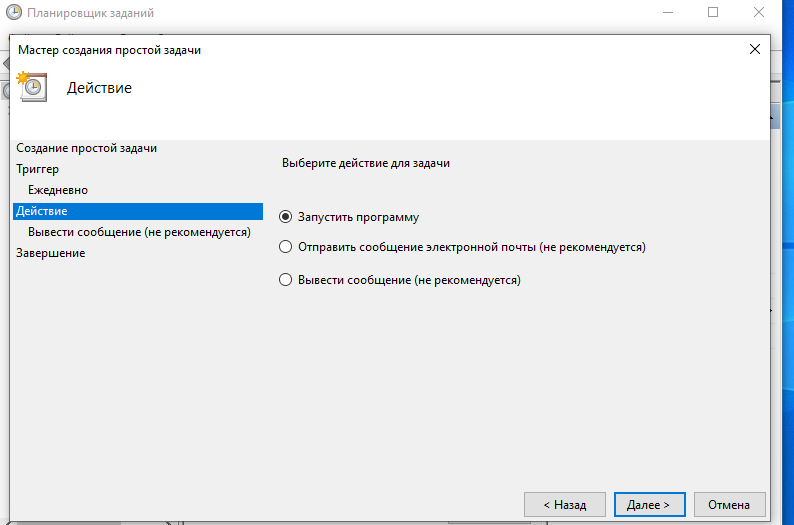 Планировщик заданий
Мастер создания простой задачи
Действие
Создание простой задачи
Триггер
Ежедневно
Действие
Вывести сообщение (не рекомендуется)
Завершение
Выберите действие для задачи
Запустить программу
Отправить сообщение электронной почты (не рекомендуется)
Вывести сообщение (не рекомендуется)
< Назад
Далее >
Отмена